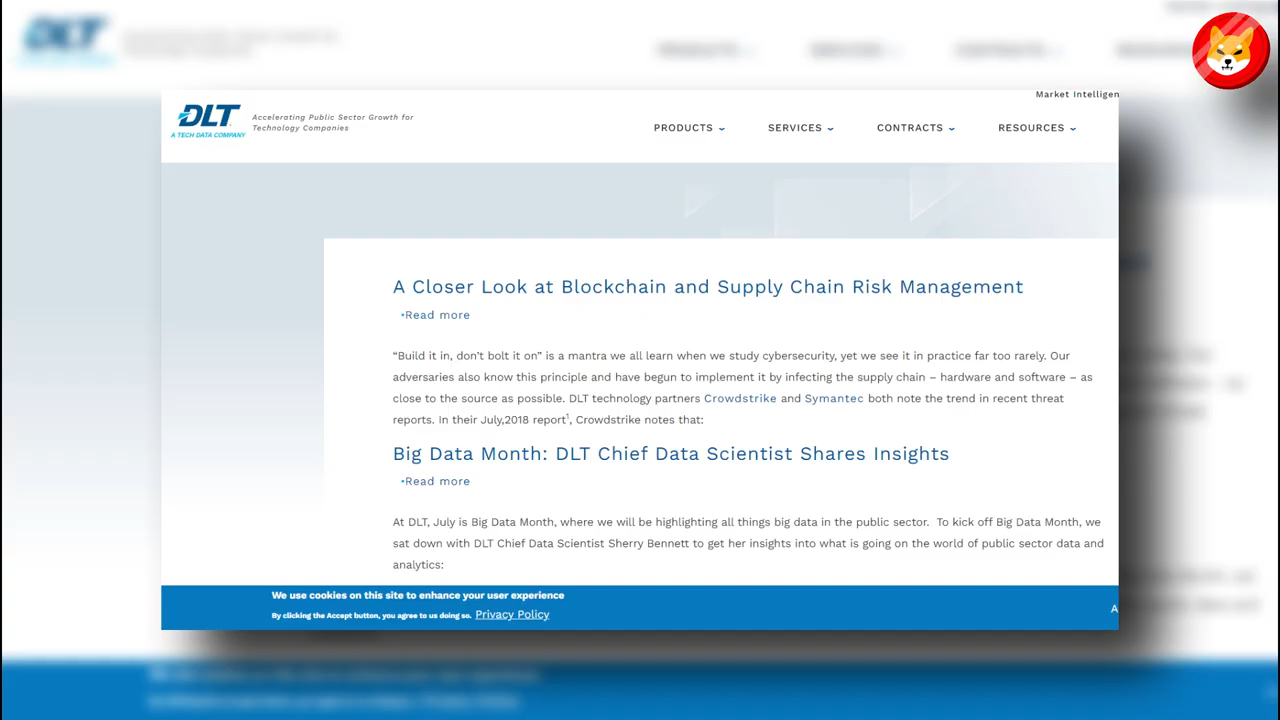 Market Intelligen
DLT
A TECH DATA COMPANY
Accelerating Public Sector Growth for
Technology Companies
PRODUCTS
SERVICES
CONTRACTS
RESOURCES
A Closer Look at Blockchain and Supply Chain Risk Management
•Read more
“Build it in, don’t bolt it on” is a mantra we all learn when we study cybersecurity, yet we see it in practice far too rarely. Our
adversaries also know this principle and have begun to implement it by infecting the supply chain – hardware and software – as
close to the source as possible. DLT technology partners Crowdstrike and Symantec both note the trend in recent threat
reports. In their July,2018 report¹, Crowdstrike notes that:
Big Data Month: DLT Chief Data Scientist Shares Insights
•Read more
At DLT, July is Big Data Month, where we will be highlighting all things big data in the public sector.  To kick off Big Data Month, we
sat down with DLT Chief Data Scientist Sherry Bennett to get her insights into what is going on the world of public sector data and
analytics:
We use cookies on this site to enhance your user experience
By clicking the Accept button, you agree to us doing so. Privacy Policy
A